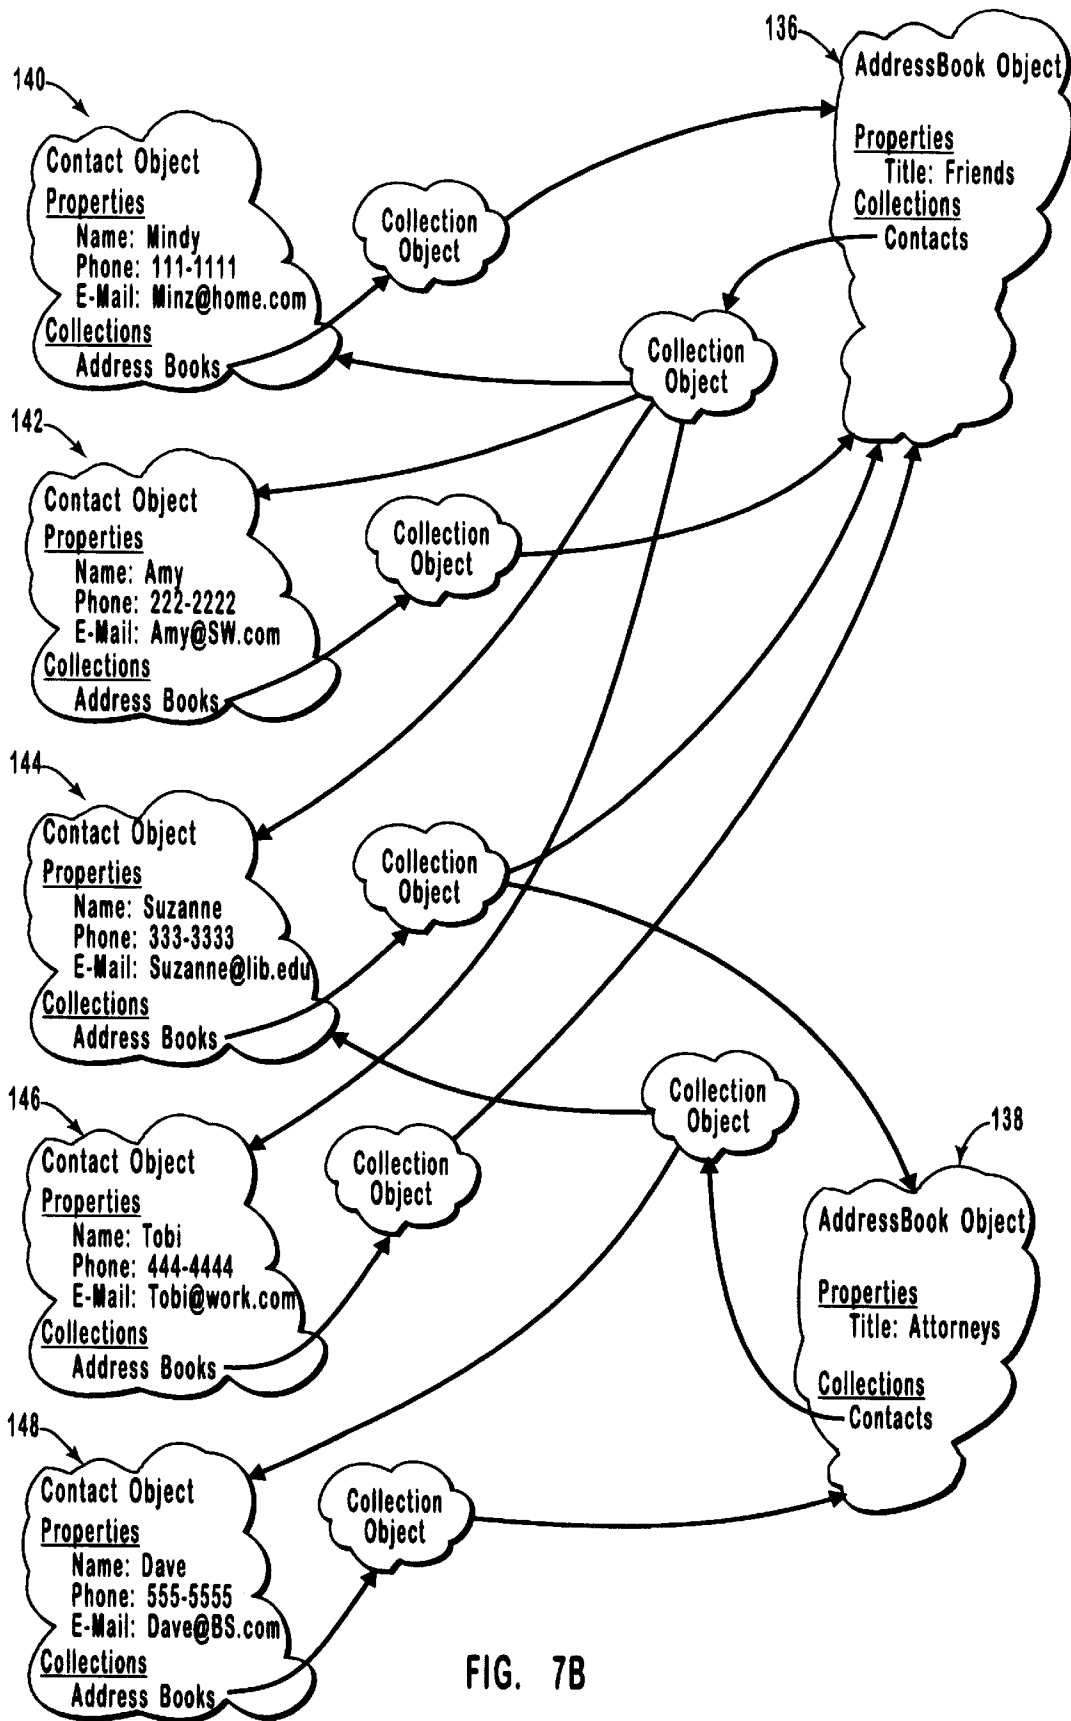 136
AddressBook Object
Properties
Title: Friends
Collections
Contacts
140
Contact Object
Properties
Name: Mindy
Phone: 111-1111
E-Mail: Minz@home.com
Collections
Address Books
Collection
Object
Collection
Object
142
Contact Object
Properties
Name: Amy
Phone: 222-2222
E-Mail: Amy@SW.com
Collections
Address Books
Collection
Object
144
Contact Object
Properties
Name: Suzanne
Phone: 333-3333
E-Mail: Suzanne@lib.edu
Collections
Address Books
Collection
Object
146
Contact Object
Properties
Name: Tobi
Phone: 444-4444
E-Mail: Tobi@work.com
Collections
Address Books
Collection
Object
Collection
Object
138
AddressBook Object
Properties
Title: Attorneys
Collections
Contacts
148
Contact Object
Properties
Name: Dave
Phone: 555-5555
E-Mail: Dave@BS.com
Collections
Address Books
Collection
Object
FIG. 7B